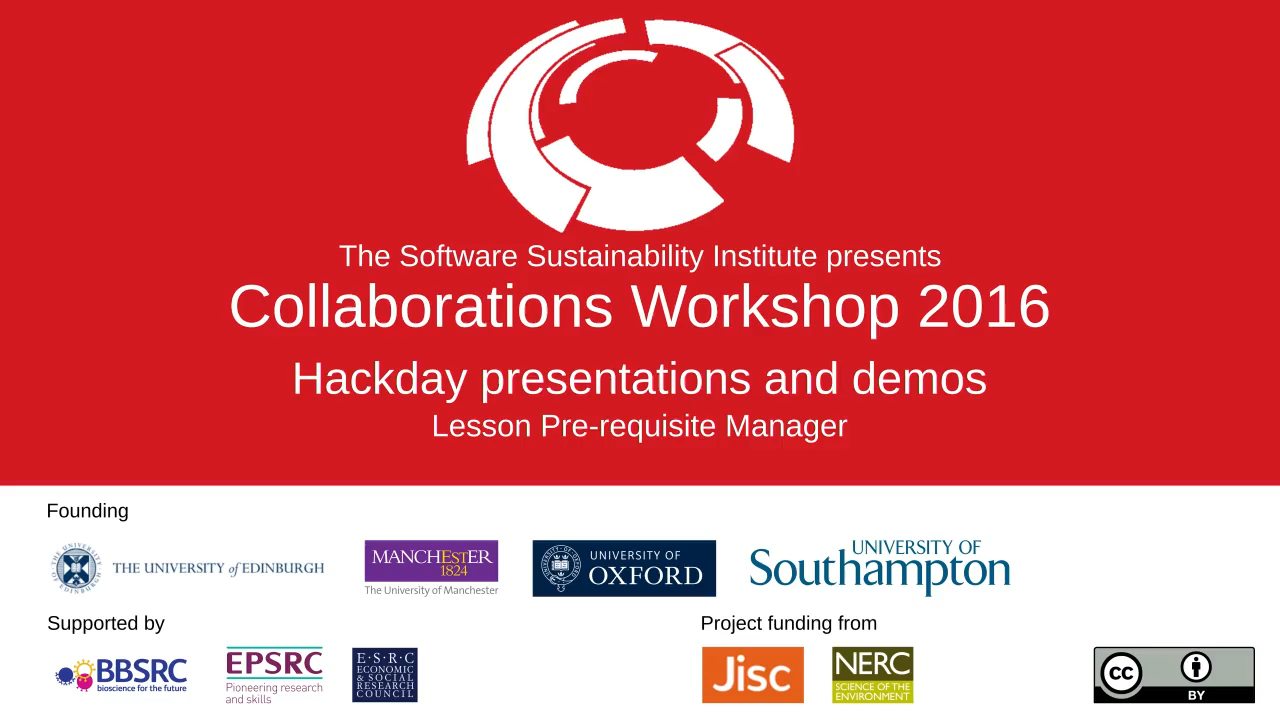 The Software Sustainability Institute presents
Collaborations Workshop 2016
Hackday presentations and demos
Lesson Pre-requisite Manager
Founding
THE UNIVERSITY of EDINBURGH
MANCHESTER
1824
The University of Manchester
UNIVERSITY OF
OXFORD
UNIVERSITY OF
Southampton
Supported by
Project funding from
BBSRC
bioscience for the future
EPSRC
Pioneering research
and skills
E·S·R·C
ECONOMIC
& SOCIAL
RESEARCH
COUNCIL
Jisc
NERC
SCIENCE OF THE
ENVIRONMENT
cc
BY